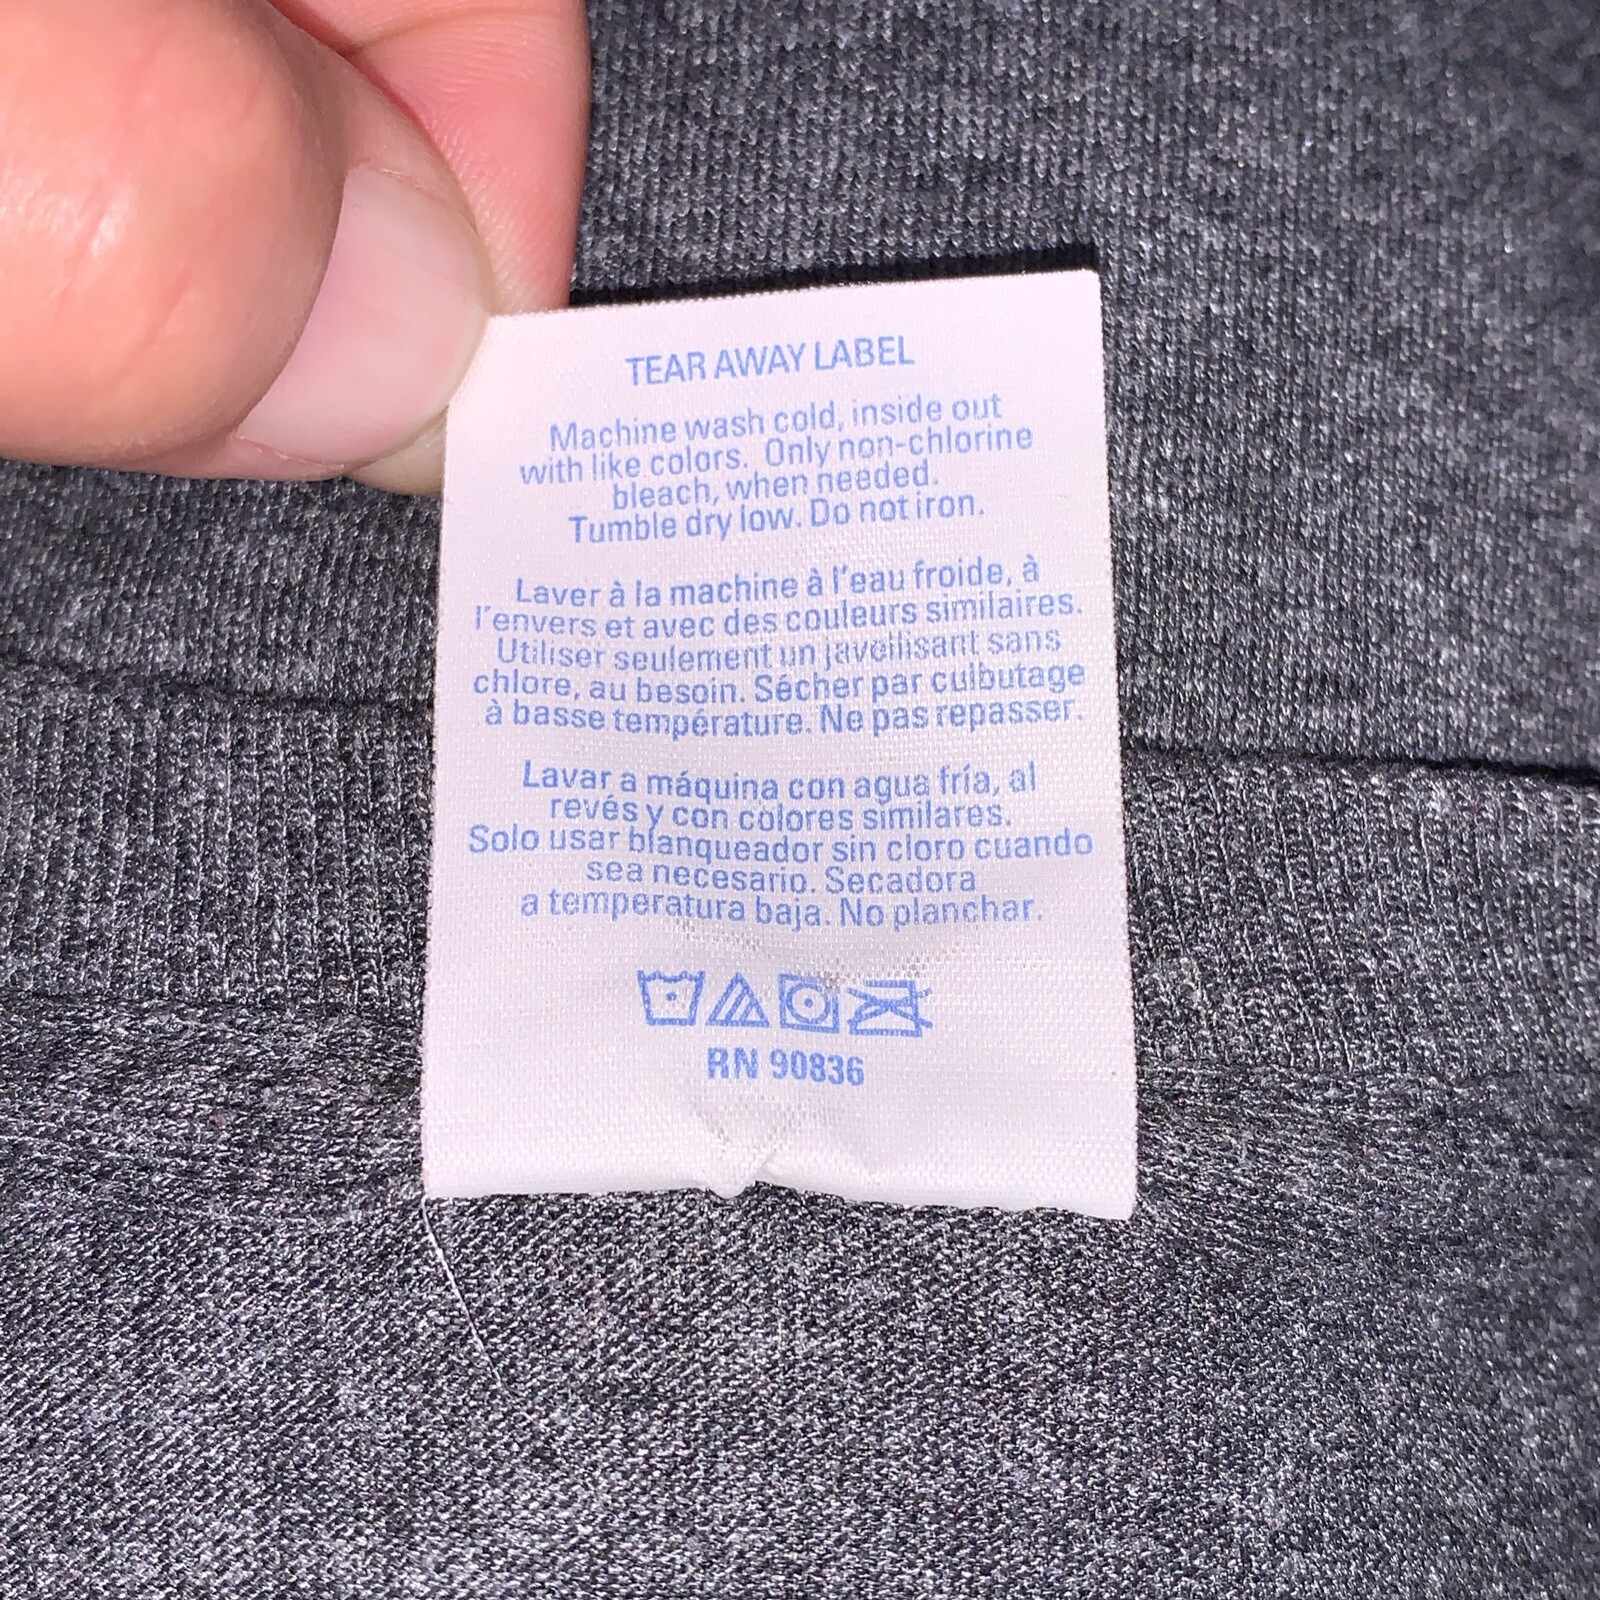 TEAR AWAY LABEL
Machine wash cold, inside out
with like colors. Only non-chlorine
bleach, when needed.
Tumble dry low. Do not iron.
Laver à la machine à l'eau froide, à
l'envers et avec des couleurs similaires.
Utiliser seulement un javellisant sans
chlore, au besoin. Sécher par culbutage
à basse température. Ne pas repasser.
Lavar a máquina con agua fría, al
revés y con colores similares.
Solo usar blanqueador sin cloro cuando
sea necesario. Secadora
a temperatura baja. No planchar.
RN 90836